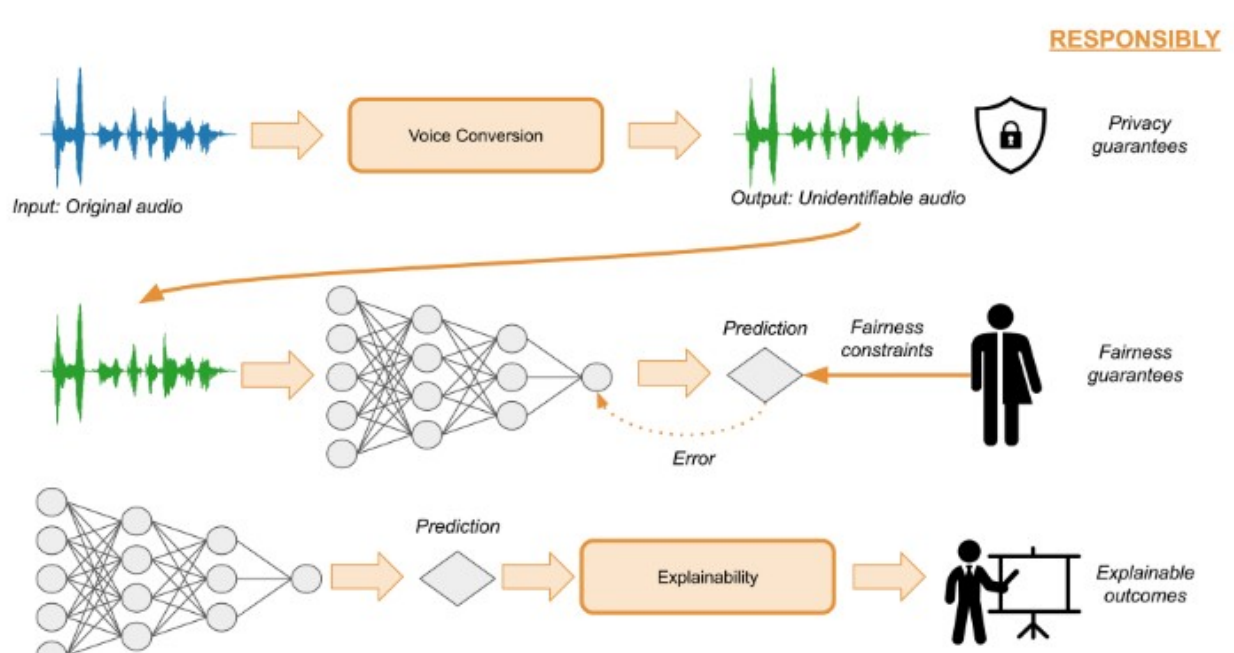 RESPONSIBLY
Voice Conversion
Privacy
guarantees
Input: Original audio
Output: Unidentifiable audio
Prediction
Fairness
constraints
Fairness
guarantees
Error
Prediction
Explainability
Explainable
outcomes